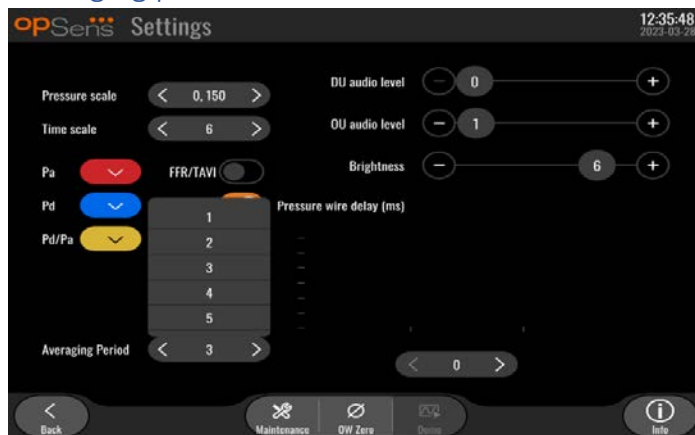 opSens Settings
12:35:48
2023-03-28
Pressure scale < 0, 150 >
Time scale < 6 >
DU audio level − 0 +
OU audio level − 1 +
Brightness − 6 +
Pa FFR/TAVI
Pd Pressure wire delay (ms)
Pd/Pa
1
2
3
4
5
Averaging Period < 3 >
< 0 >
Back
Maintenance
OW Zero
Demo
Info